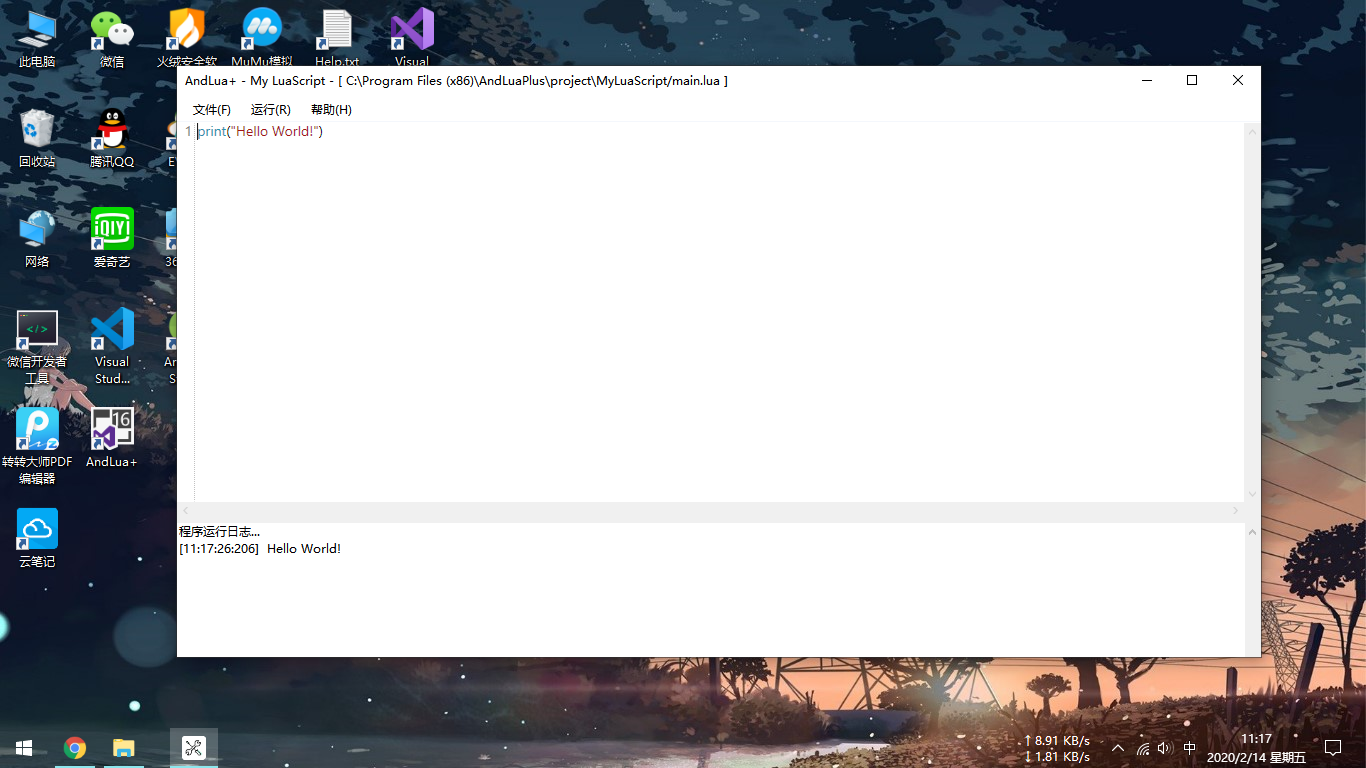 此电脑
微信
火绒安全软
MuMu模拟
Help.txt
Visual
AndLua+ - My LuaScript - [ C:\Program Files (x86)\AndLuaPlus\project\MyLuaScript/main.lua ]
文件(F) 运行(R) 帮助(H)
1 print("Hello World!")
回收站
腾讯QQ
网络
iQIYI
爱奇艺
36
微信开发者
工具
Visual
Stud...
An
S
转转大师PDF
编辑器
16
AndLua+
云笔记
程序运行日志...
[11:17:26:206] Hello World!
↑ 8.91 KB/s
↓ 1.81 KB/s
中
11:17
2020/2/14 星期五